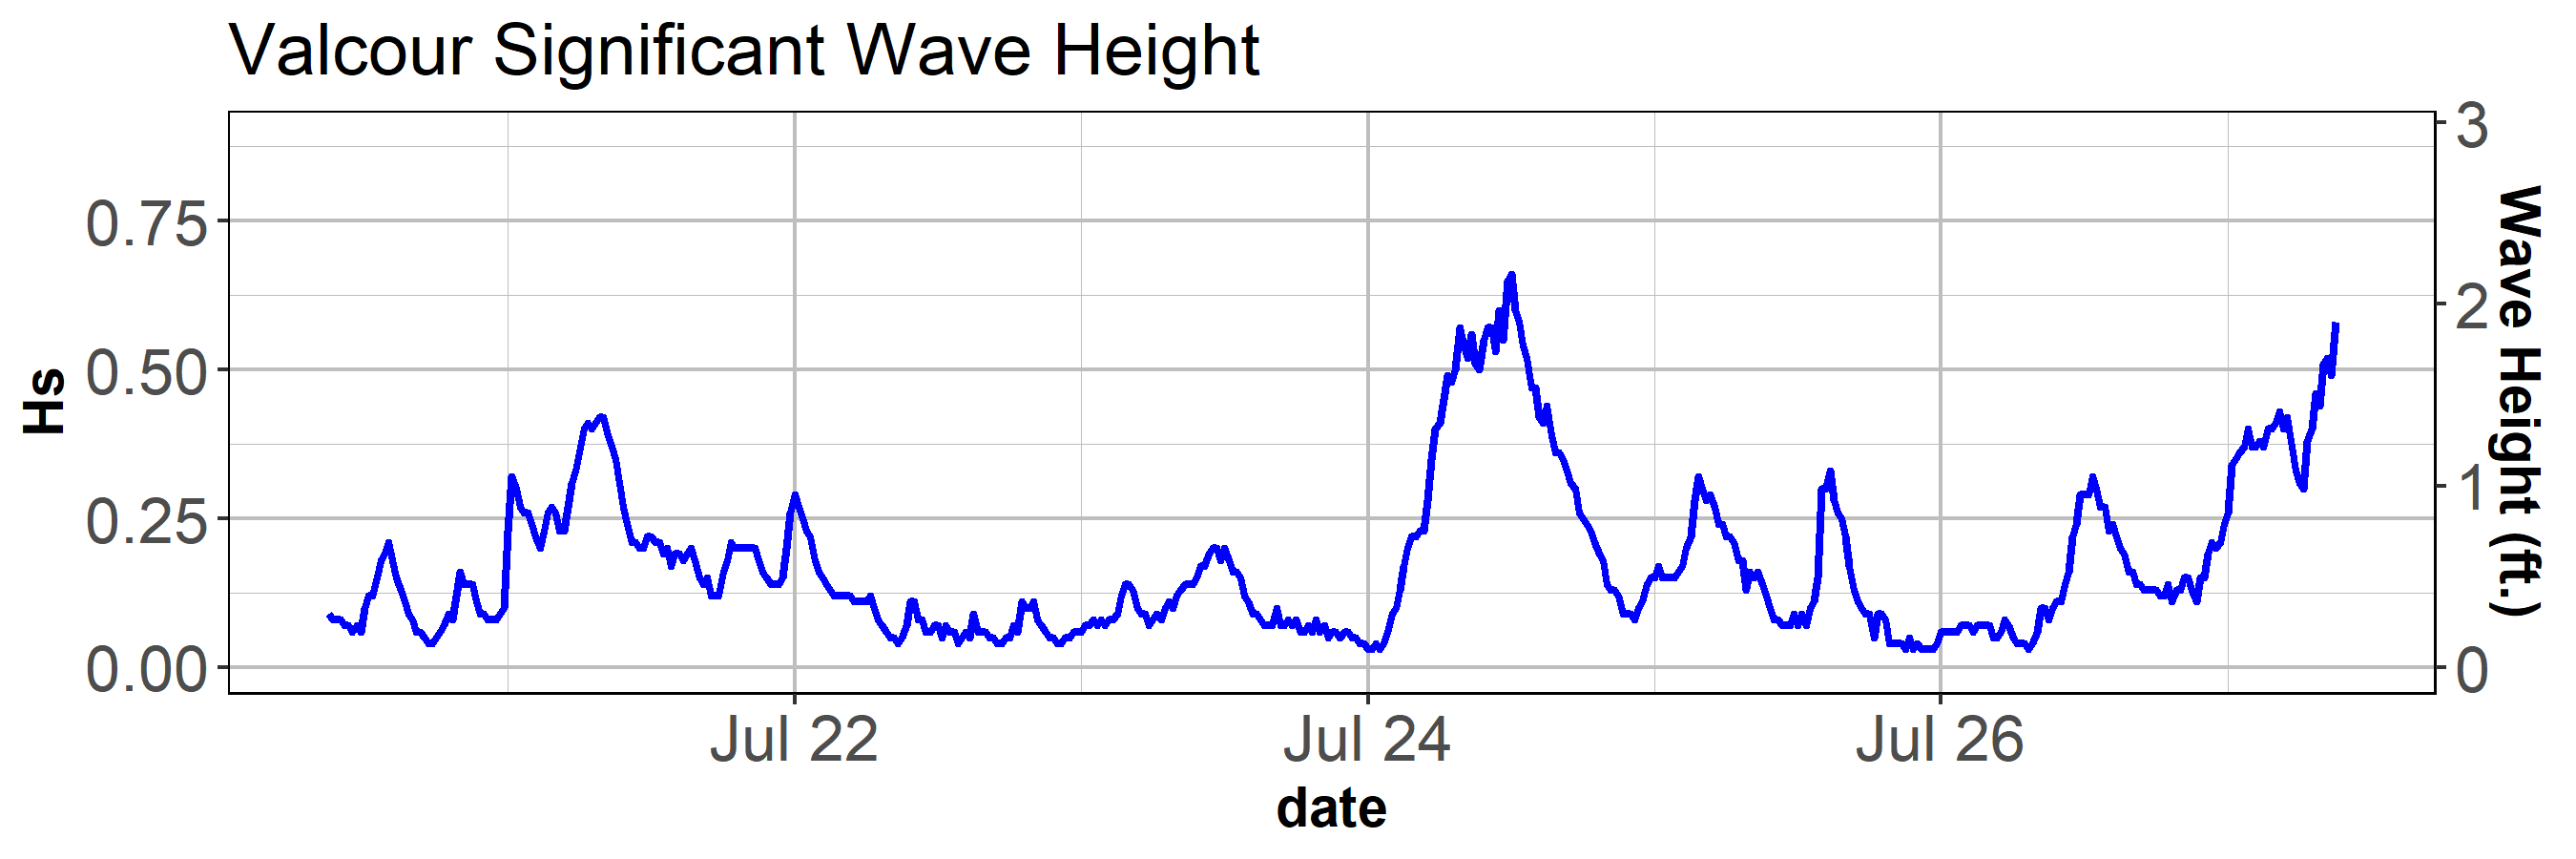 Valcour Significant Wave Height
Hs
0.75
0.50
0.25
0.00
3
2
1
0
Wave Height (ft.)
Jul 22
Jul 24
Jul 26
date